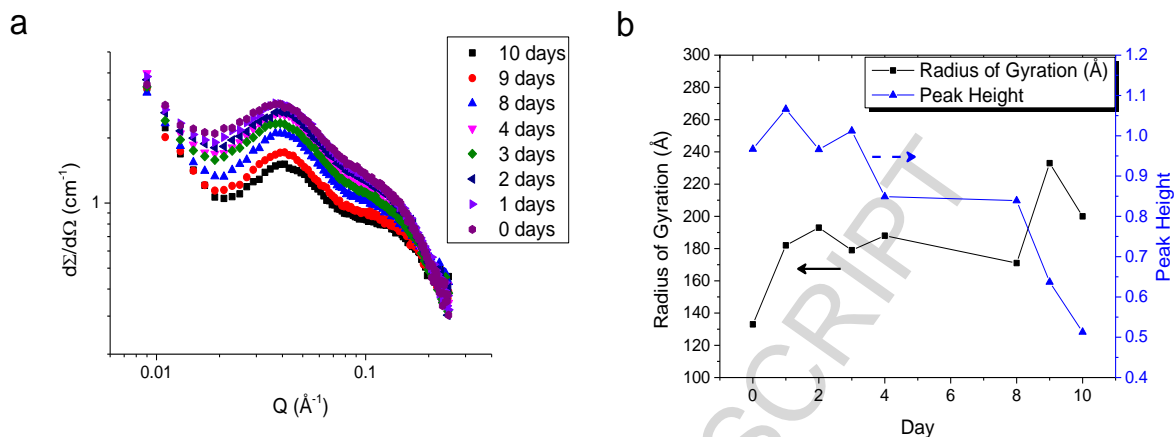 a
dΣ/dΩ (cm-1)
1
0.01
0.1
Q (Å-1)
10 days
9 days
8 days
4 days
3 days
2 days
1 days
0 days
b
Radius of Gyration (Å)
300
280
260
240
220
200
180
160
140
120
100
0
2
4
6
8
10
Day
Radius of Gyration (Å)
Peak Height
1.2
1.1
1.0
0.9
0.8
0.7
0.6
0.5
0.4
Peak Height
SCRIPT